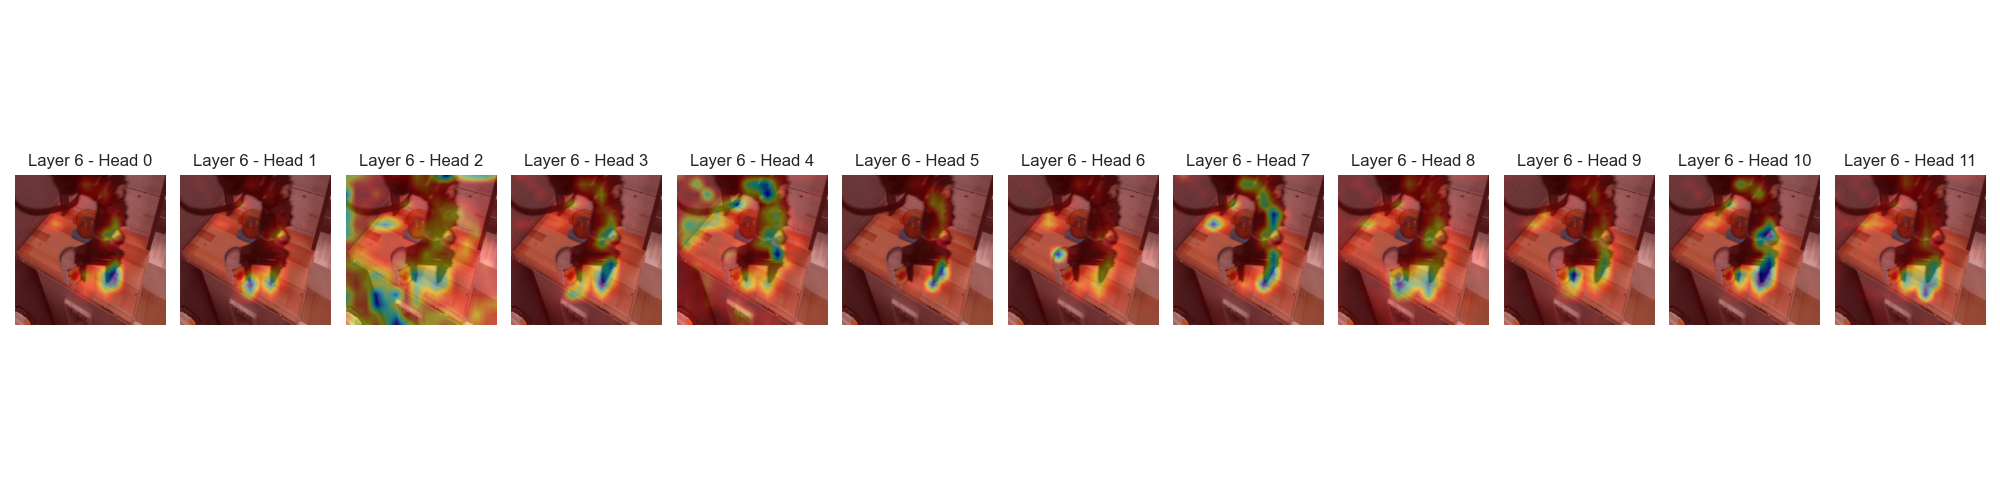 Layer 6 - Head 0
Layer 6 - Head 1
Layer 6 - Head 2
Layer 6 - Head 3
Layer 6 - Head 4
Layer 6 - Head 5
Layer 6 - Head 6
Layer 6 - Head 7
Layer 6 - Head 8
Layer 6 - Head 9
Layer 6 - Head 10
Layer 6 - Head 11